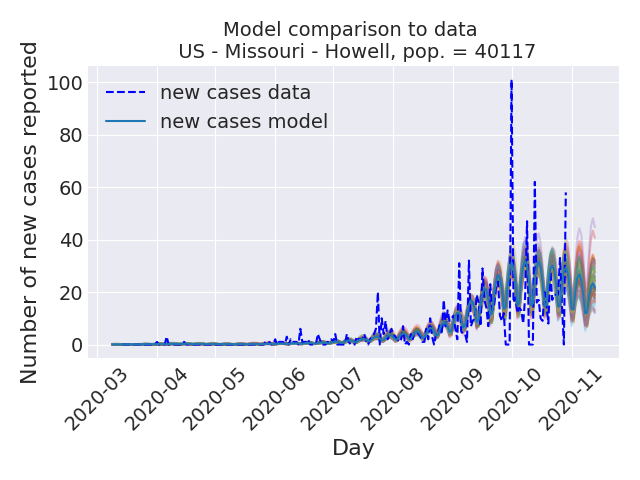 Model comparison to data
US - Missouri - Howell, pop. = 40117
Number of new cases reported
100
80
60
40
20
0
new cases data
new cases model
2020-03
2020-04
2020-05
2020-06
2020-07
2020-08
2020-09
2020-10
2020-11
Day